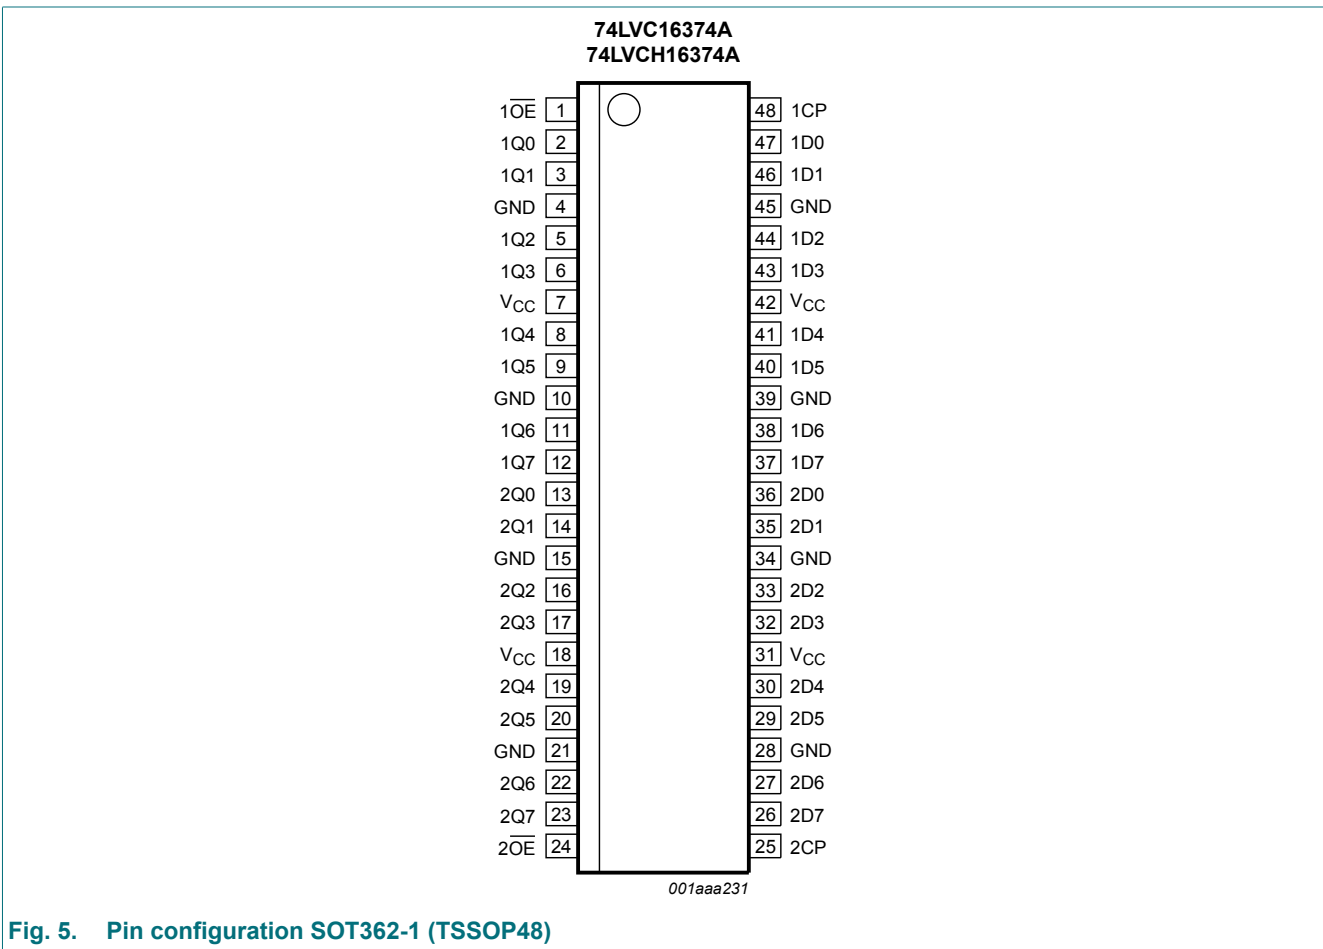 74LVC16374A
74LVCH16374A
1O̅E̅ 1 48 1CP
1Q0 2 47 1D0
1Q1 3 46 1D1
GND 4 45 GND
1Q2 5 44 1D2
1Q3 6 43 1D3
VCC 7 42 VCC
1Q4 8 41 1D4
1Q5 9 40 1D5
GND 10 39 GND
1Q6 11 38 1D6
1Q7 12 37 1D7
2Q0 13 36 2D0
2Q1 14 35 2D1
GND 15 34 GND
2Q2 16 33 2D2
2Q3 17 32 2D3
VCC 18 31 VCC
2Q4 19 30 2D4
2Q5 20 29 2D5
GND 21 28 GND
2Q6 22 27 2D6
2Q7 23 26 2D7
2O̅E̅ 24 25 2CP
001aaa231
Fig. 5. Pin configuration SOT362-1 (TSSOP48)